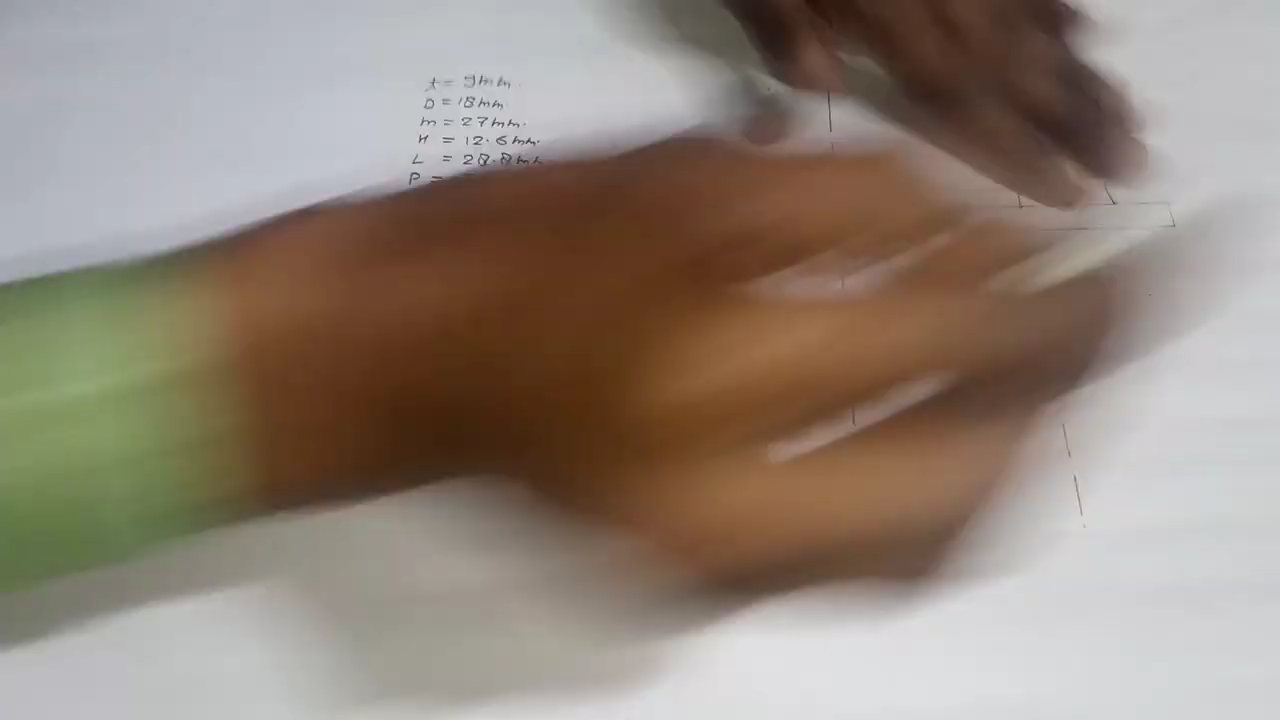 t = 9mm.
D = 18mm
m = 27mm.
H = 12.6mm.
L = 28.8mm
P =